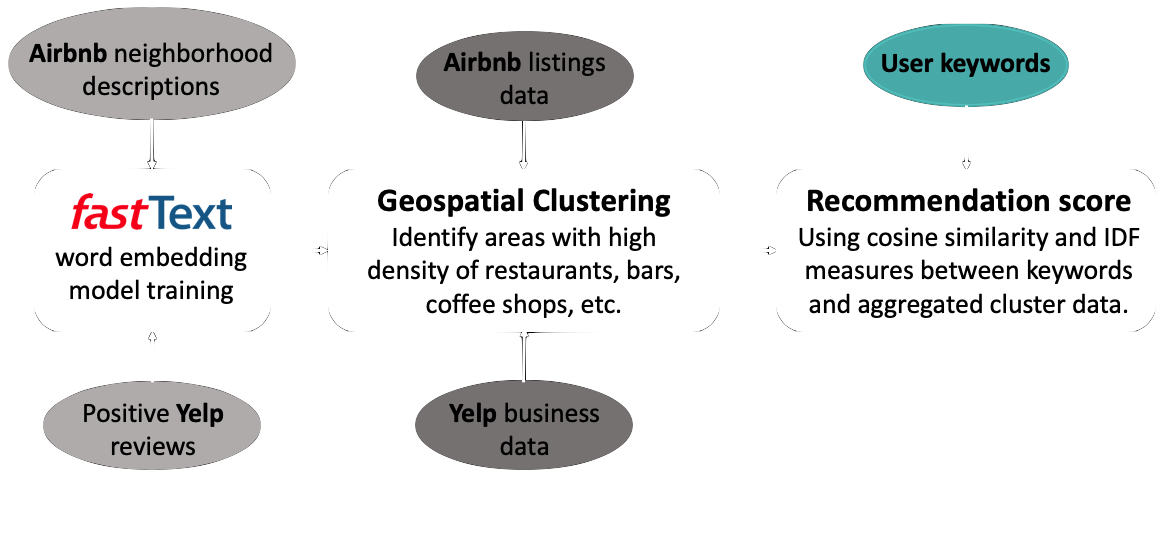 Airbnb neighborhood
descriptions
Airbnb listings
data
User keywords
fastText
word embedding
model training
Geospatial Clustering
Identify areas with high
density of restaurants, bars,
coffee shops, etc.
Recommendation score
Using cosine similarity and IDF
measures between keywords
and aggregated cluster data.
Positive Yelp
reviews
Yelp business
data